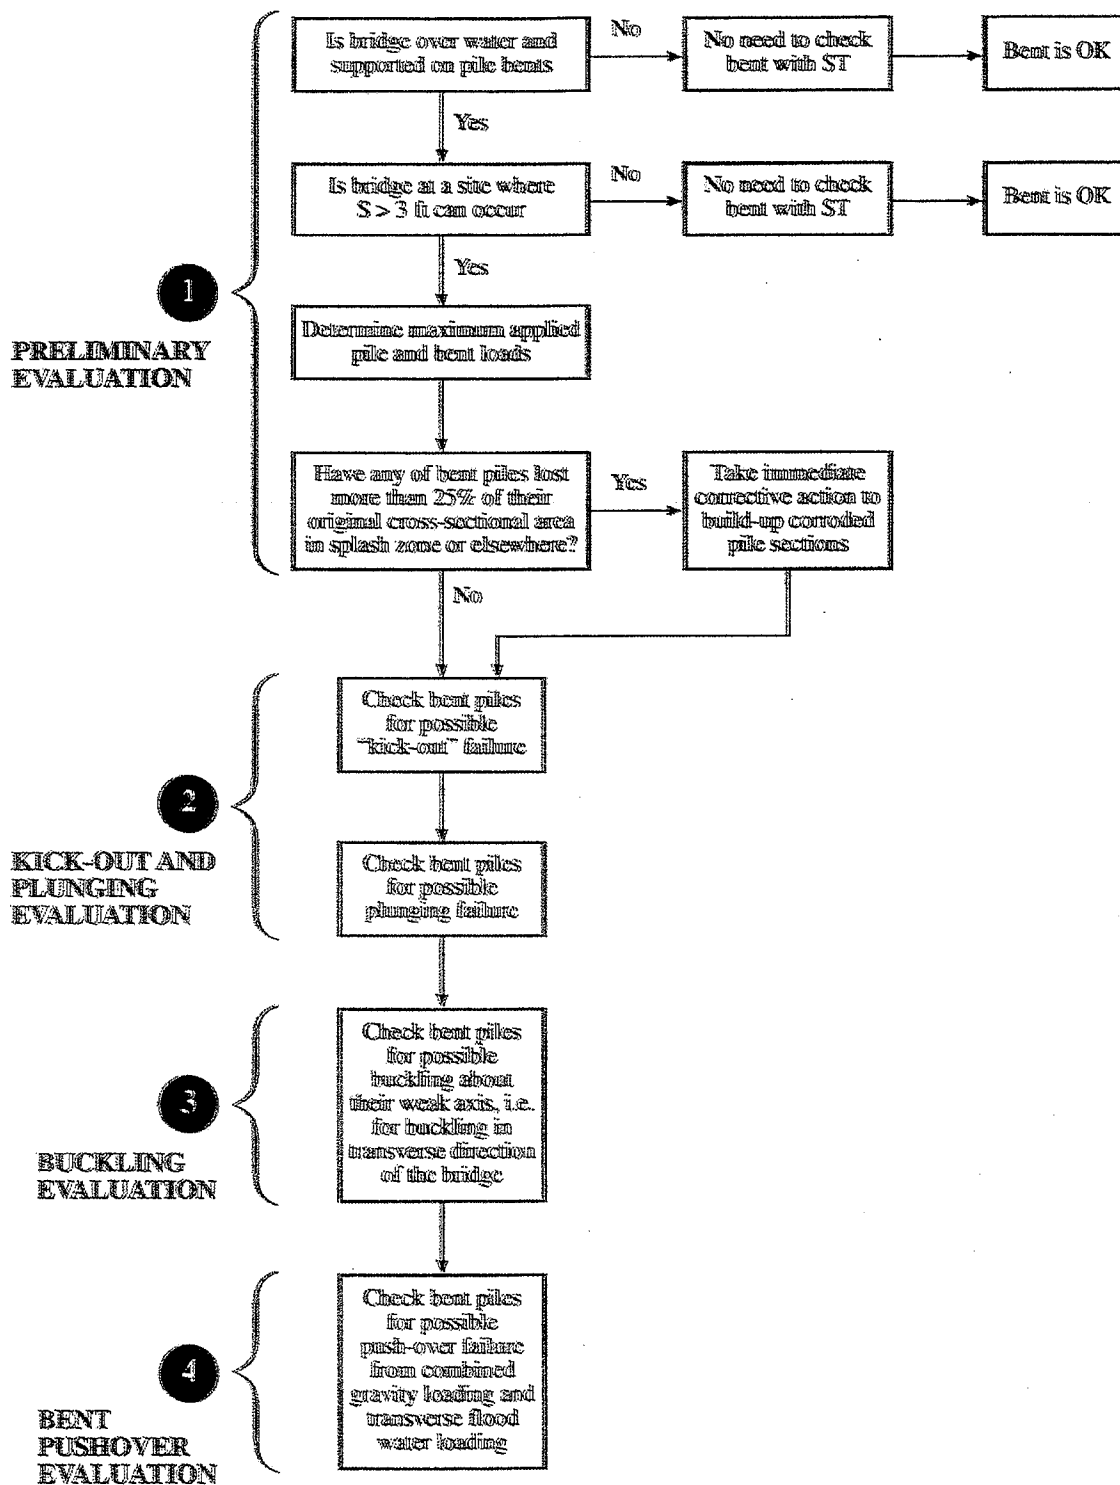 Is bridge over water and
supported on pile bents
No
No need to check
bent with ST
Bent is OK
Yes
Is bridge at a site where
S > 3 ft can occur
No
No need to check
bent with ST
Bent is OK
Yes
1
PRELIMINARY
EVALUATION
Determine maximum applied
pile and bent loads
Have any of bent piles lost
more than 25% of their
original cross-sectional area
in splash zone or elsewhere?
Yes
Take immediate
corrective action to
build-up corroded
pile sections
No
Check bent piles
for possible
"kick-out" failure
2
KICK-OUT AND
PLUNGING
EVALUATION
Check bent piles
for possible
plunging failure
3
BUCKLING
EVALUATION
Check bent piles
for possible
buckling about
their weak axis, i.e.
for buckling in
transverse direction
of the bridge
4
BENT
PUSHOVER
EVALUATION
Check bent piles
for possible
push-over failure
from combined
gravity loading and
transverse flood
water loading